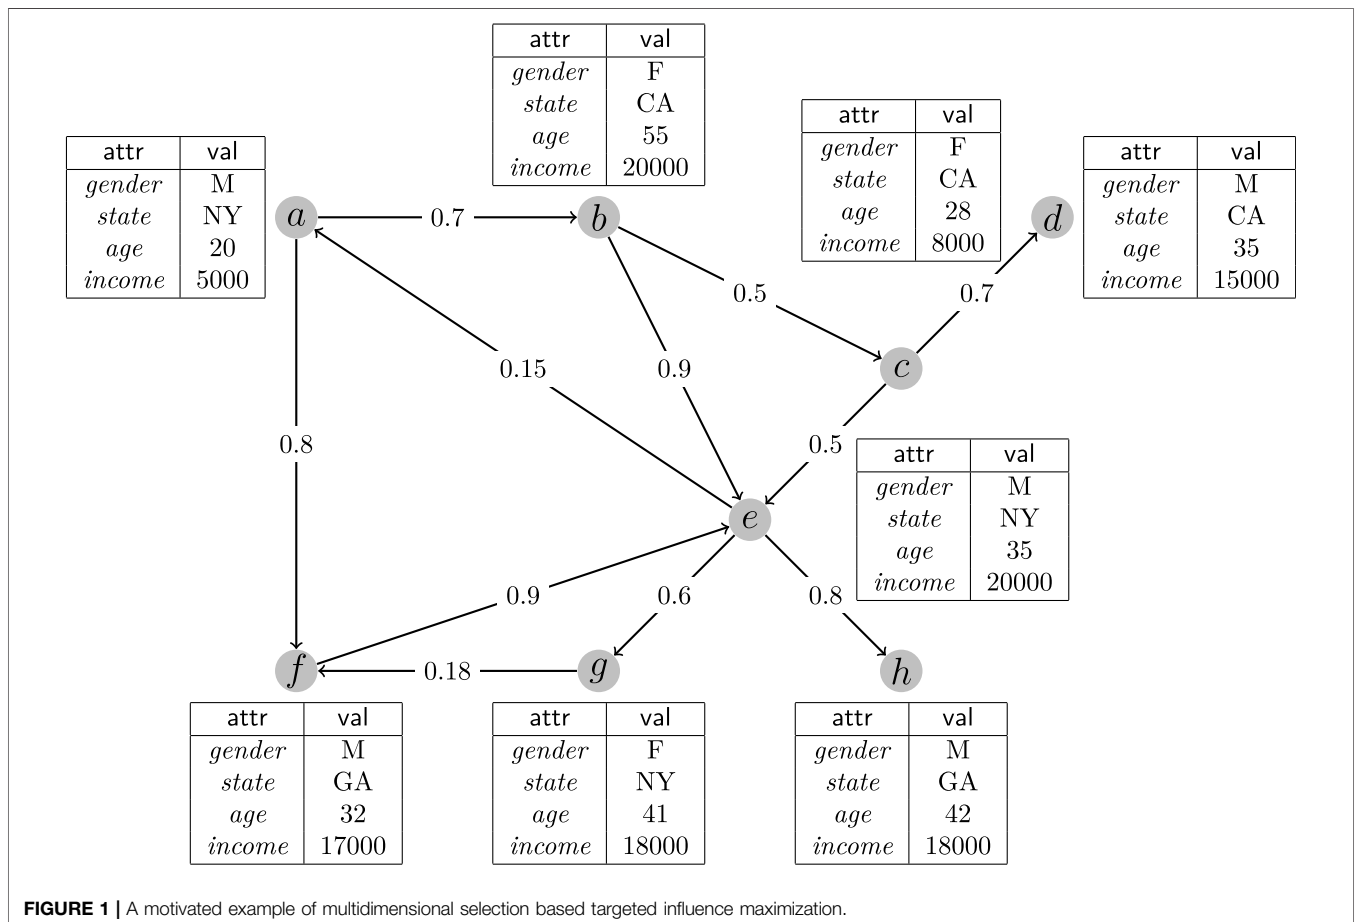 attr val
gender F
state CA
age 55
income 20000
attr val
gender F
state CA
age 28
income 8000
attr val
gender M
state NY
age 20
income 5000
attr val
gender M
state CA
age 35
income 15000
a 0.7 b d
0.5 0.7
0.15 0.9 c
0.8 0.5
attr val
gender M
state NY
age 35
income 20000
e
0.9 0.6 0.8
f 0.18 g h
attr val
gender M
state GA
age 32
income 17000
attr val
gender F
state NY
age 41
income 18000
attr val
gender M
state GA
age 42
income 18000
FIGURE 1 | A motivated example of multidimensional selection based targeted influence maximization.